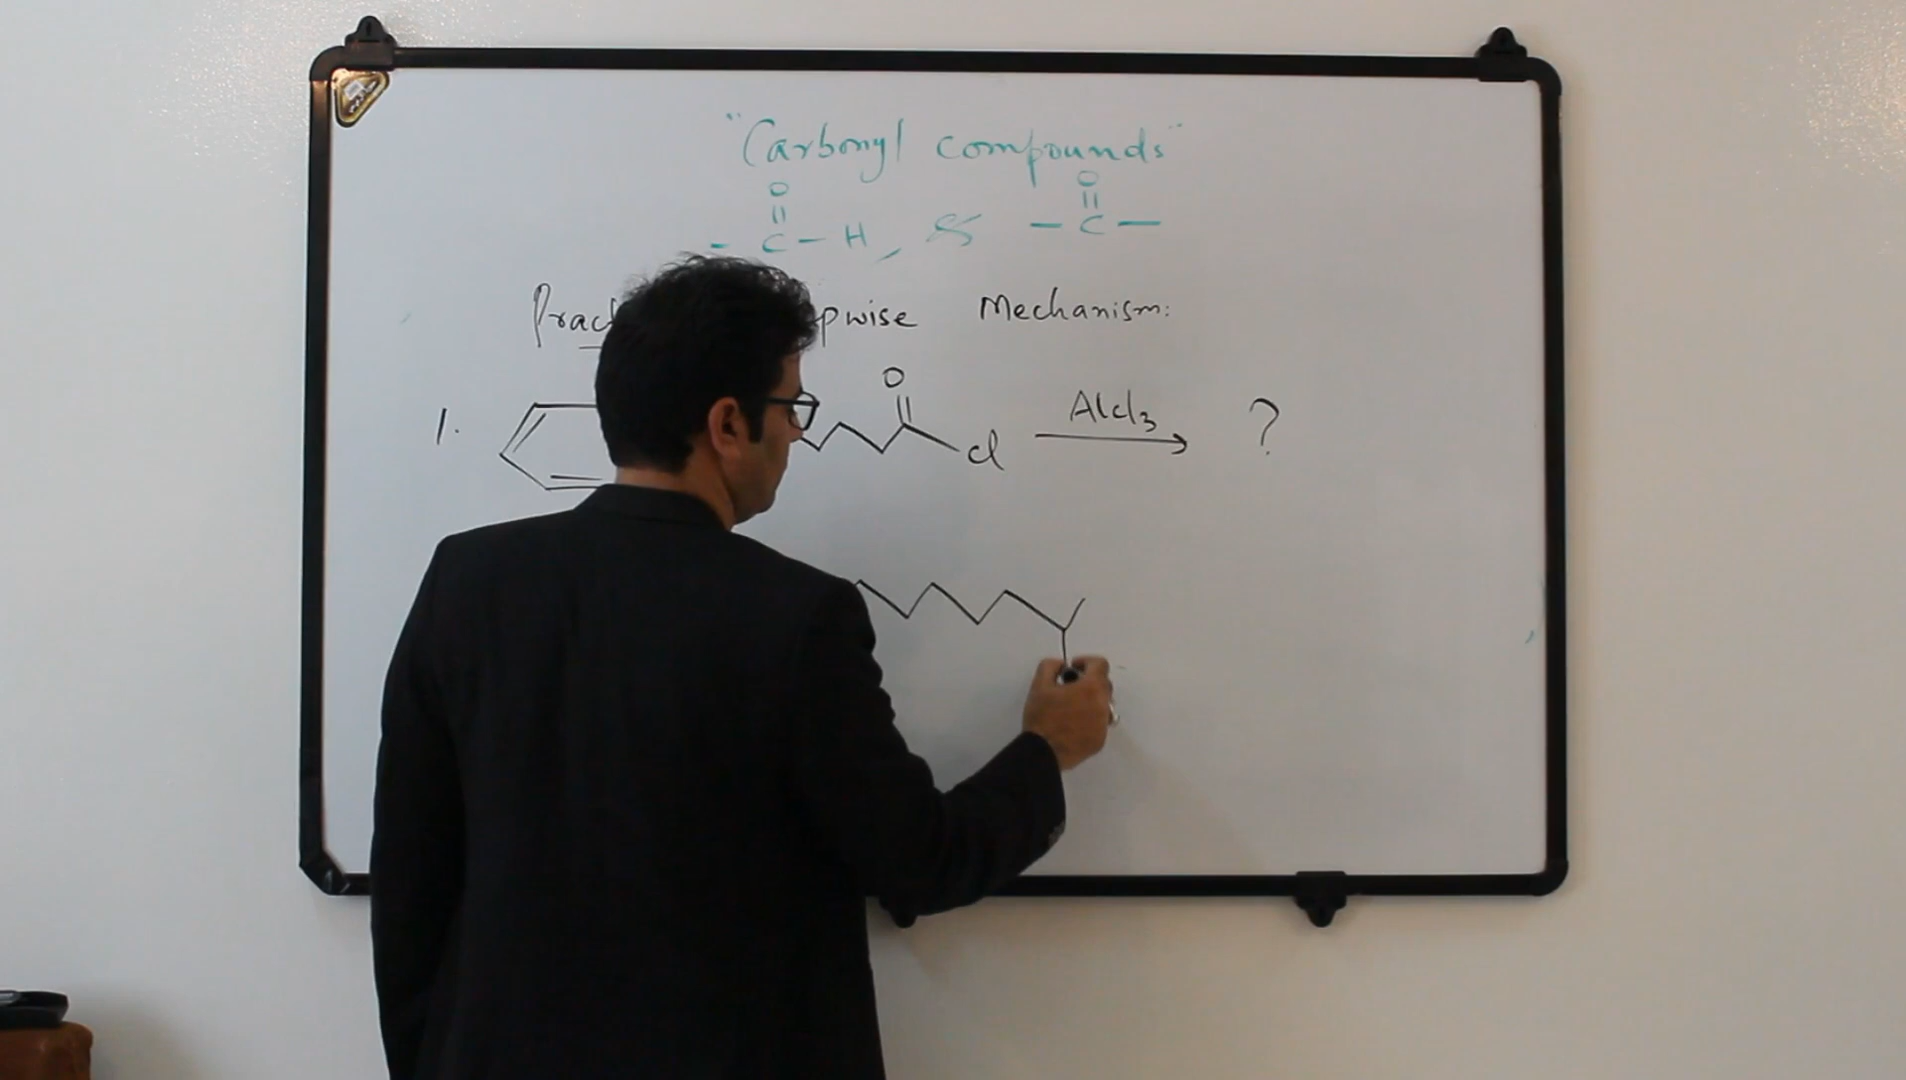 "Carbonyl compounds"
O O
|| ||
- C - H , & - C -
Mechanism:
1. O
Cl AlCl3 ?